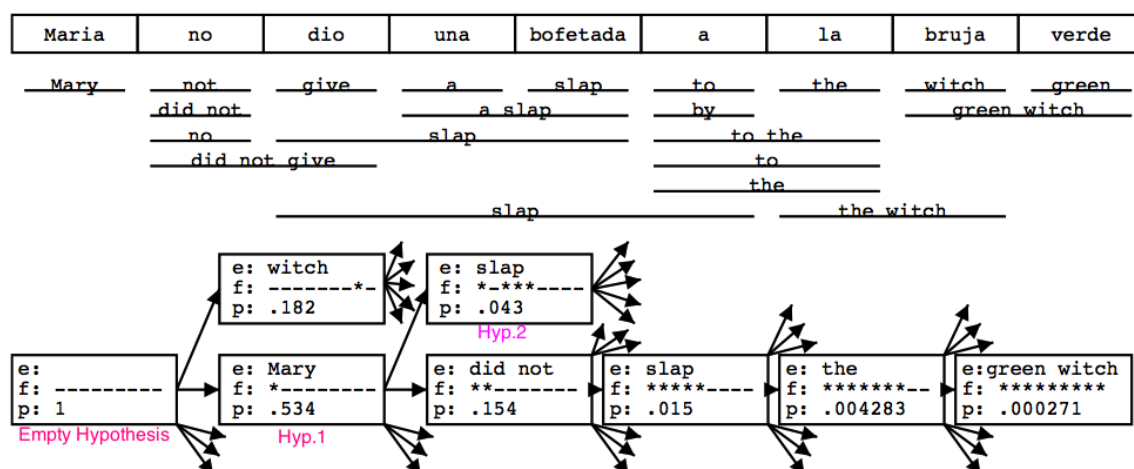 Maria no dio una bofetada a la bruja verde
Mary not give a slap to the witch green
did not a slap by green witch
no slap to the
did not give to
the
slap the witch
e: witch
f: -------*-
p: .182
e: slap
f: *-***----
p: .043
Hyp.2
e:
f: ---------
p: 1
Empty Hypothesis
e: Mary
f: *--------
p: .534
Hyp.1
e: did not
f: **-------
p: .154
e: slap
f: *****----
p: .015
e: the
f: *******--
p: .004283
e:green witch
f: *********
p: .000271